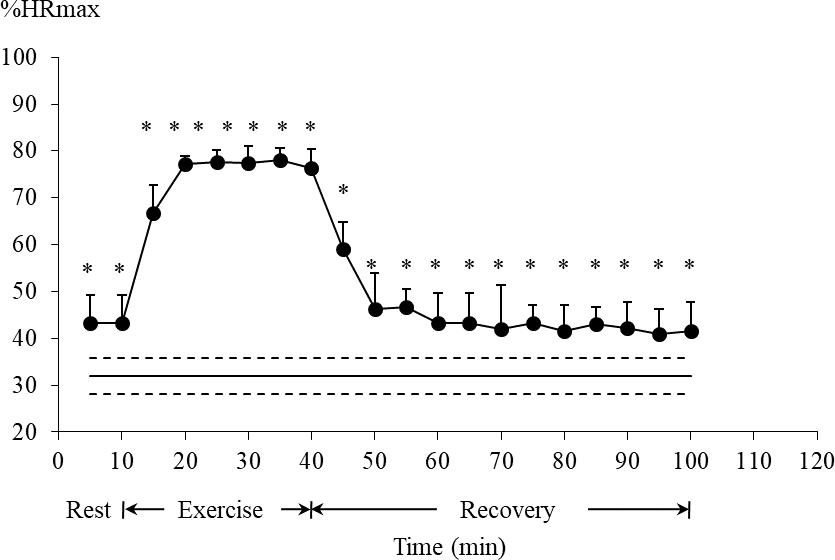 %HRmax
100
90
* * * * * * *
80
70
*
60
* * * * * * * * * * * * *
50
40
30
20
0 10 20 30 40 50 60 70 80 90 100 110 120
Rest Exercise Recovery
Time (min)